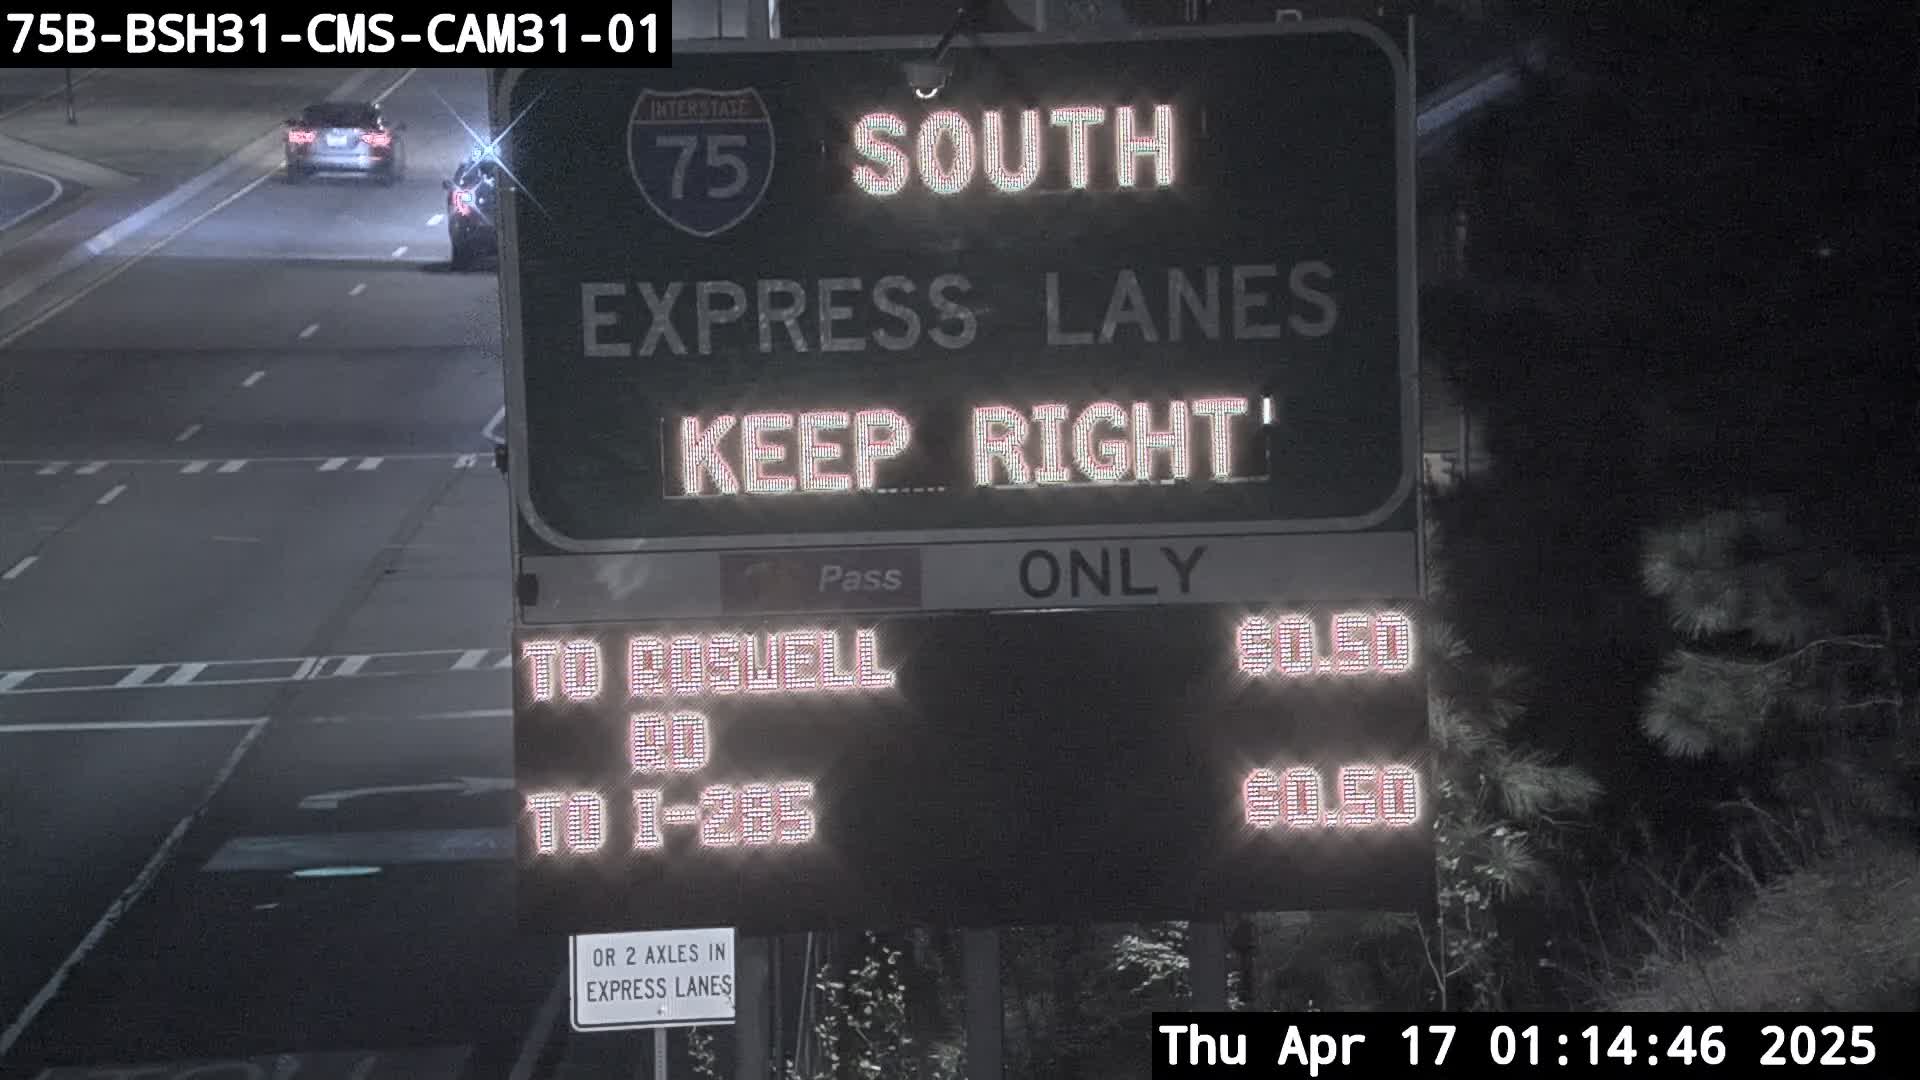 75B-BSH31-CMS-CAM31-01
INTERSTATE
75
SOUTH
EXPRESS LANES
KEEP RIGHT
Pass ONLY
TO ROSWELL $0.50
RD
TO I-285 $0.50
OR 2 AXLES IN
EXPRESS LANES
Thu Apr 17 01:14:46 2025